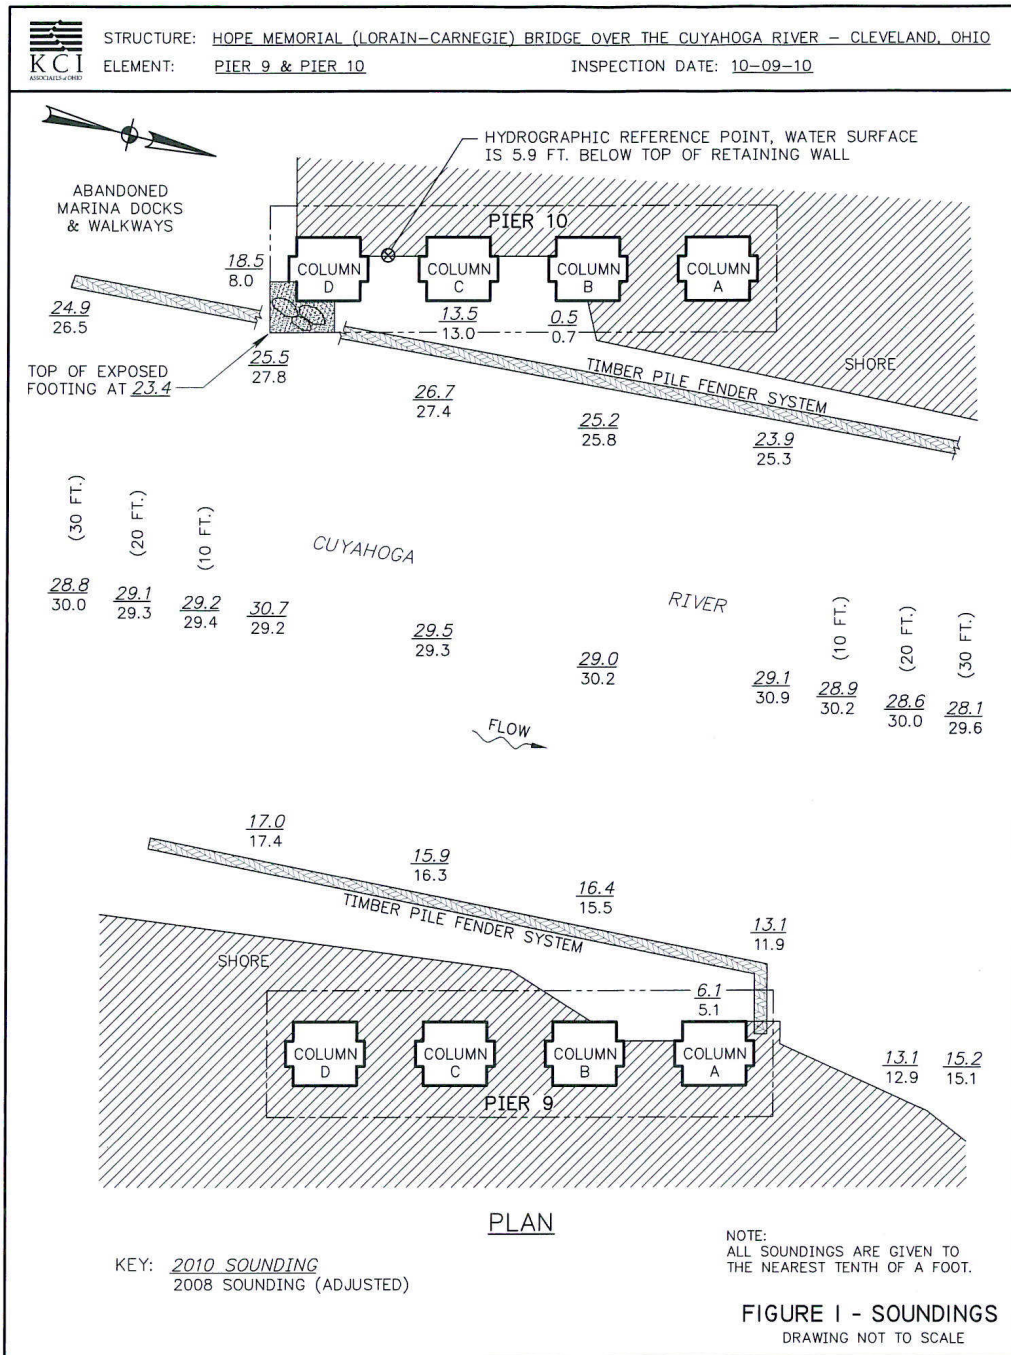 KCI
ASSOCIATES of OHIO
STRUCTURE: HOPE MEMORIAL (LORAIN-CARNEGIE) BRIDGE OVER THE CUYAHOGA RIVER - CLEVELAND, OHIO
ELEMENT: PIER 9 & PIER 10 INSPECTION DATE: 10-09-10
HYDROGRAPHIC REFERENCE POINT, WATER SURFACE
IS 5.9 FT. BELOW TOP OF RETAINING WALL
ABANDONED
MARINA DOCKS
& WALKWAYS
PIER 10
COLUMN
D
COLUMN
C
COLUMN
B
COLUMN
A
18.5
8.0
24.9
26.5
13.5
13.0
0.5
0.7
TOP OF EXPOSED
FOOTING AT 23.4
25.5
27.8
TIMBER PILE FENDER SYSTEM
SHORE
26.7
27.4
25.2
25.8
23.9
25.3
(30 FT.)
(20 FT.)
(10 FT.)
CUYAHOGA
RIVER
28.8
30.0
29.1
29.3
29.2
29.4
30.7
29.2
29.5
29.3
29.0
30.2
29.1
30.9
(10 FT.)
(20 FT.)
(30 FT.)
28.9
30.2
28.6
30.0
28.1
29.6
FLOW
17.0
17.4
15.9
16.3
16.4
15.5
13.1
11.9
TIMBER PILE FENDER SYSTEM
SHORE
6.1
5.1
COLUMN
D
COLUMN
C
COLUMN
B
COLUMN
A
13.1
12.9
15.2
15.1
PIER 9
PLAN
KEY: 2010 SOUNDING
2008 SOUNDING (ADJUSTED)
NOTE:
ALL SOUNDINGS ARE GIVEN TO
THE NEAREST TENTH OF A FOOT.
FIGURE 1 - SOUNDINGS
DRAWING NOT TO SCALE